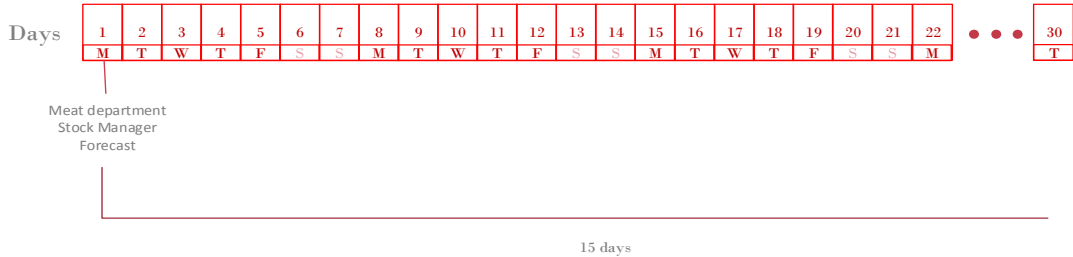 Days 1 2 3 4 5 6 7 8 9 10 11 12 13 14 15 16 17 18 19 20 21 22 30
M T W T F S S M T W T F S S M T W T F S S M T
Meat department
Stock Manager
Forecast
15 days